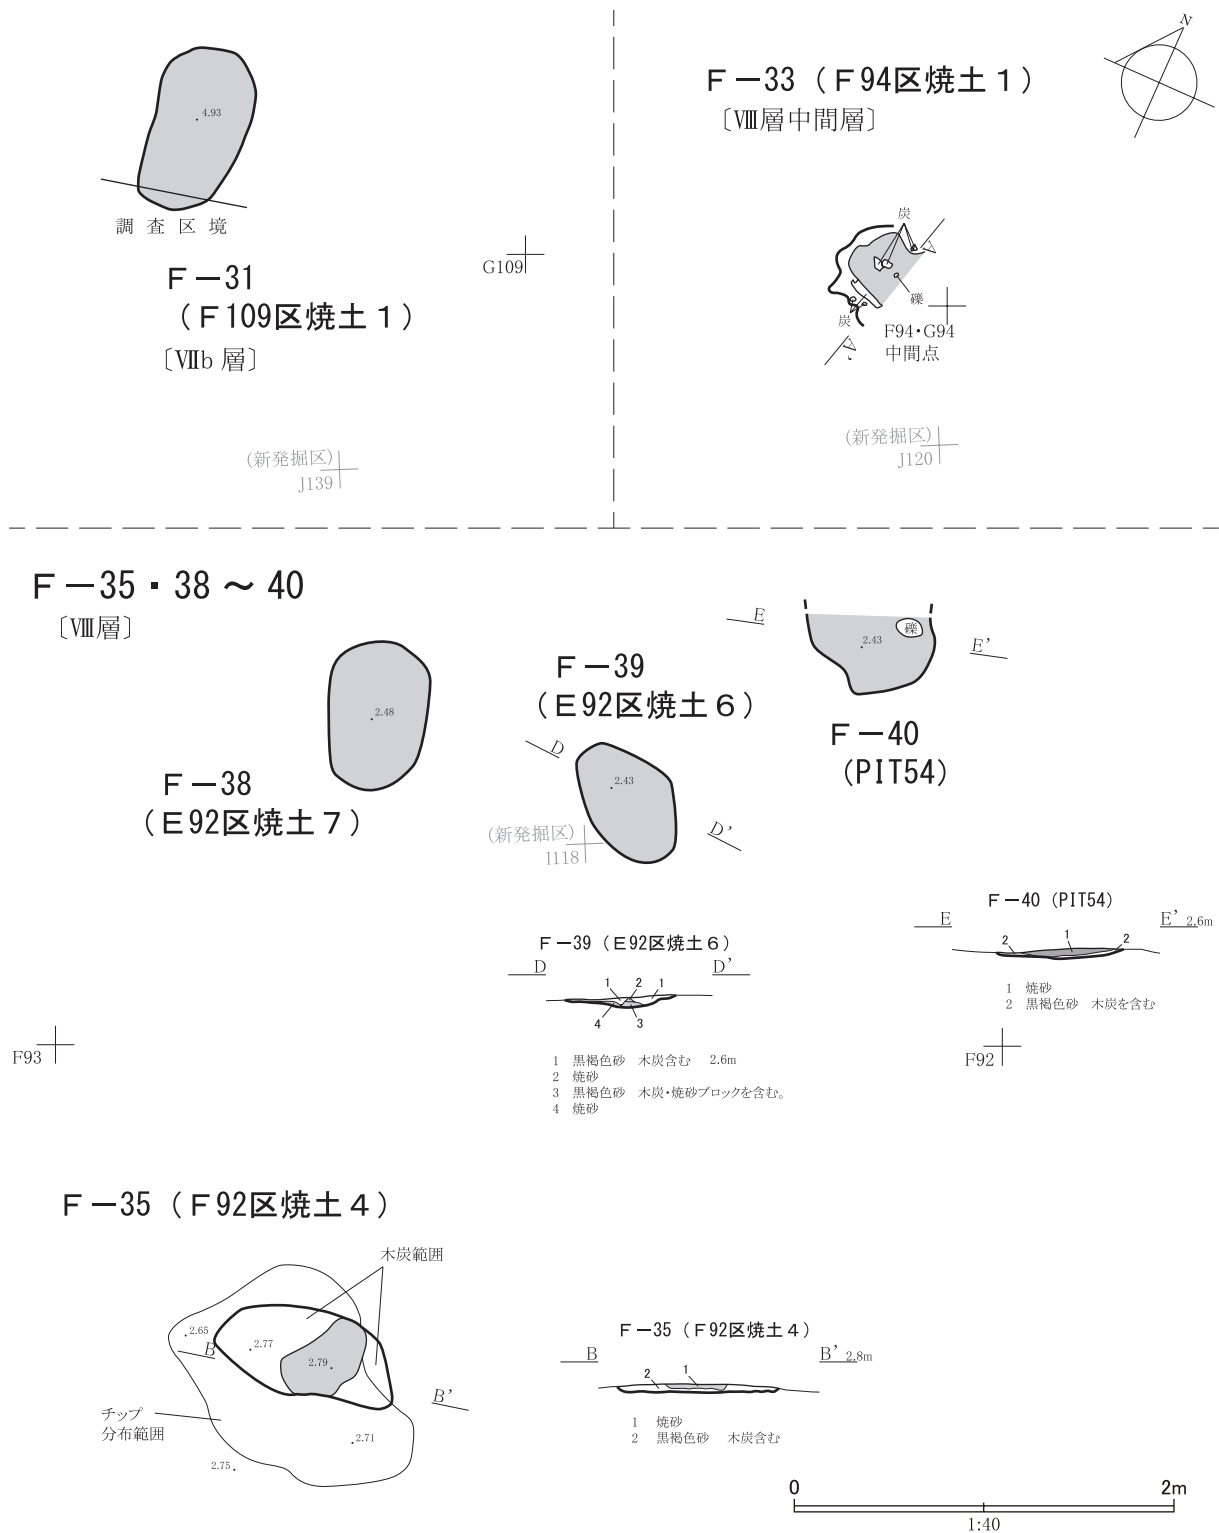 4.93
調査区境
F－31
（F109区焼土1）
〔Ⅶb 層〕
G109
(新発掘区)
J139
N
F－33（F94区焼土1）
〔Ⅷ層中間層〕
炭
A
礫
炭
A'
F94・G94
中間点
(新発掘区)
J120
F－35・38～40
〔Ⅷ層〕
2.48
F－38
（E92区焼土7）
F－39
（E92区焼土6）
D
2.43
D'
(新発掘区)
I118
E
礫
2.43
E'
F－40
（PIT54）
F－40（PIT54）
E
E' 2.6m
2
1
2
1 焼砂
2 黒褐色砂 木炭を含む
F－39（E92区焼土6）
D
D'
1 2 1
4 3
1 黒褐色砂 木炭含む 2.6m
2 焼砂
3 黒褐色砂 木炭・焼砂ブロックを含む。
4 焼砂
F93
F92
F－35（F92区焼土4）
木炭範囲
2.65
B
2.77
2.79
B'
チップ
分布範囲
2.71
2.75
F－35（F92区焼土4）
B
B' 2.8m
2 1
1 焼砂
2 黒褐色砂 木炭含む
0 2m
1:40